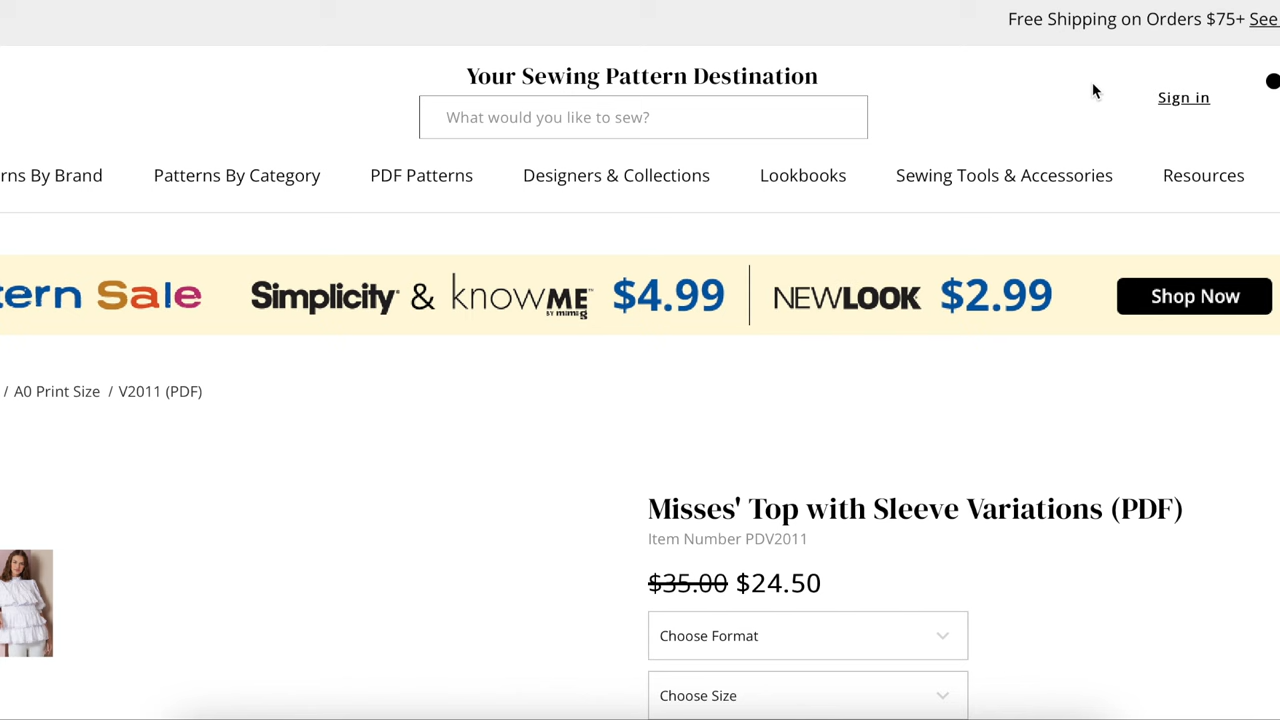 Free Shipping on Orders $75+ See
Your Sewing Pattern Destination
What would you like to sew?
Sign in
rns By Brand Patterns By Category PDF Patterns Designers & Collections Lookbooks Sewing Tools & Accessories Resources
tern Sale Simplicity & knowME BY mimi g $4.99 NEWLOOK $2.99 Shop Now
/ A0 Print Size / V2011 (PDF)
Misses' Top with Sleeve Variations (PDF)
Item Number PDV2011
$35.00 $24.50
Choose Format
Choose Size